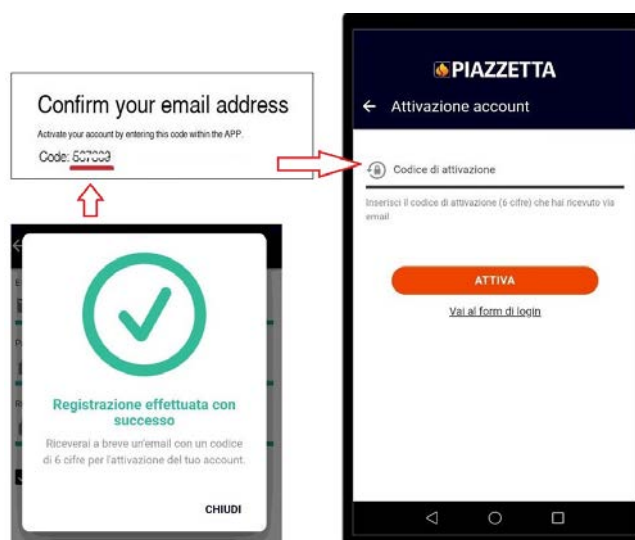 PIAZZETTA
Attivazione account
Codice di attivazione
Inserisci il codice di attivazione (6 cifre) che hai ricevuto via
email
ATTIVA
Vai al form di login
Confirm your email address
Activate your account by entering this code within the APP.
Code:
Registrazione effettuata con
successo
Riceverai a breve un'email con un codice
di 6 cifre per l'attivazione del tuo account.
CHIUDI